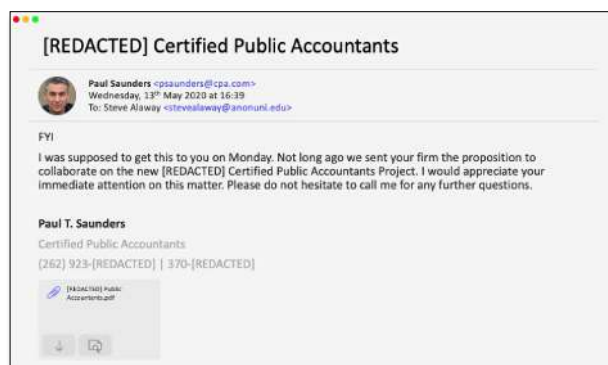 [REDACTED] Certified Public Accountants
Paul Saunders <psaunders@cpa.com>
Wednesday, 13th May 2020 at 16:39
To: Steve Alaway <stevealaway@anonuni.edu>
FYI
I was supposed to get this to you on Monday. Not long ago we sent your firm the proposition to
collaborate on the new [REDACTED] Certified Public Accountants Project. I would appreciate your
immediate attention on this matter. Please do not hesitate to call me for any further questions.
Paul T. Saunders
Certified Public Accountants
(262) 923-[REDACTED] | 370-[REDACTED]
[REDACTED] Public
Accountants.pdf